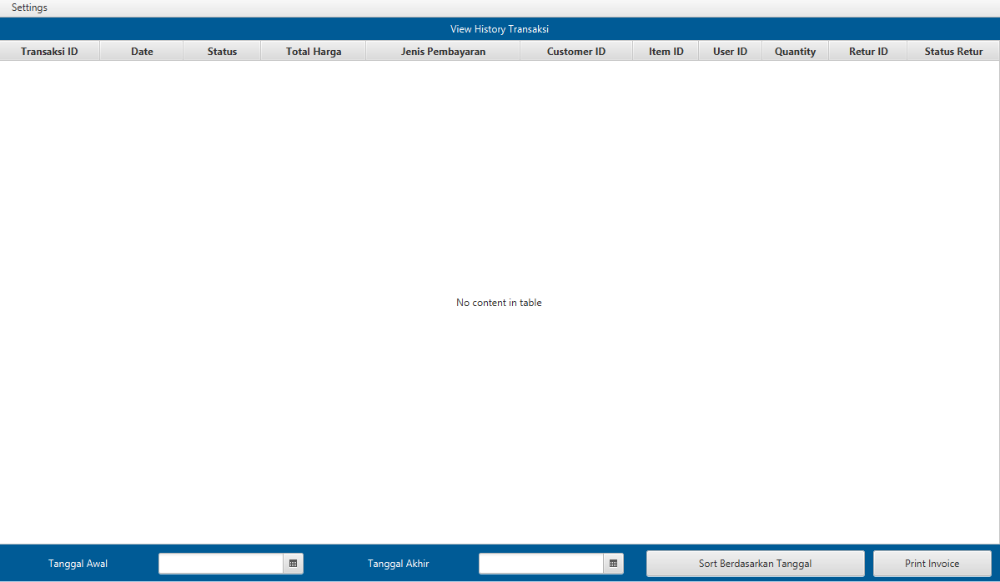 Settings
View History Transaksi
Transaksi ID Date Status Total Harga Jenis Pembayaran Customer ID Item ID User ID Quantity Retur ID Status Retur
No content in table
Tanggal Awal Tanggal Akhir Sort Berdasarkan Tanggal Print Invoice